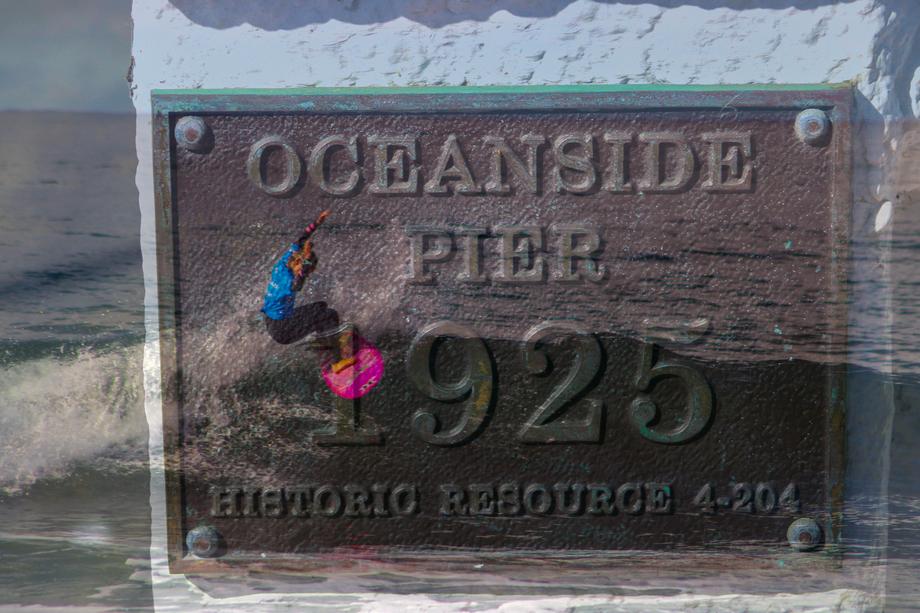 OCEANSIDE
PIER
1925
HISTORIC RESOURCE 4-204